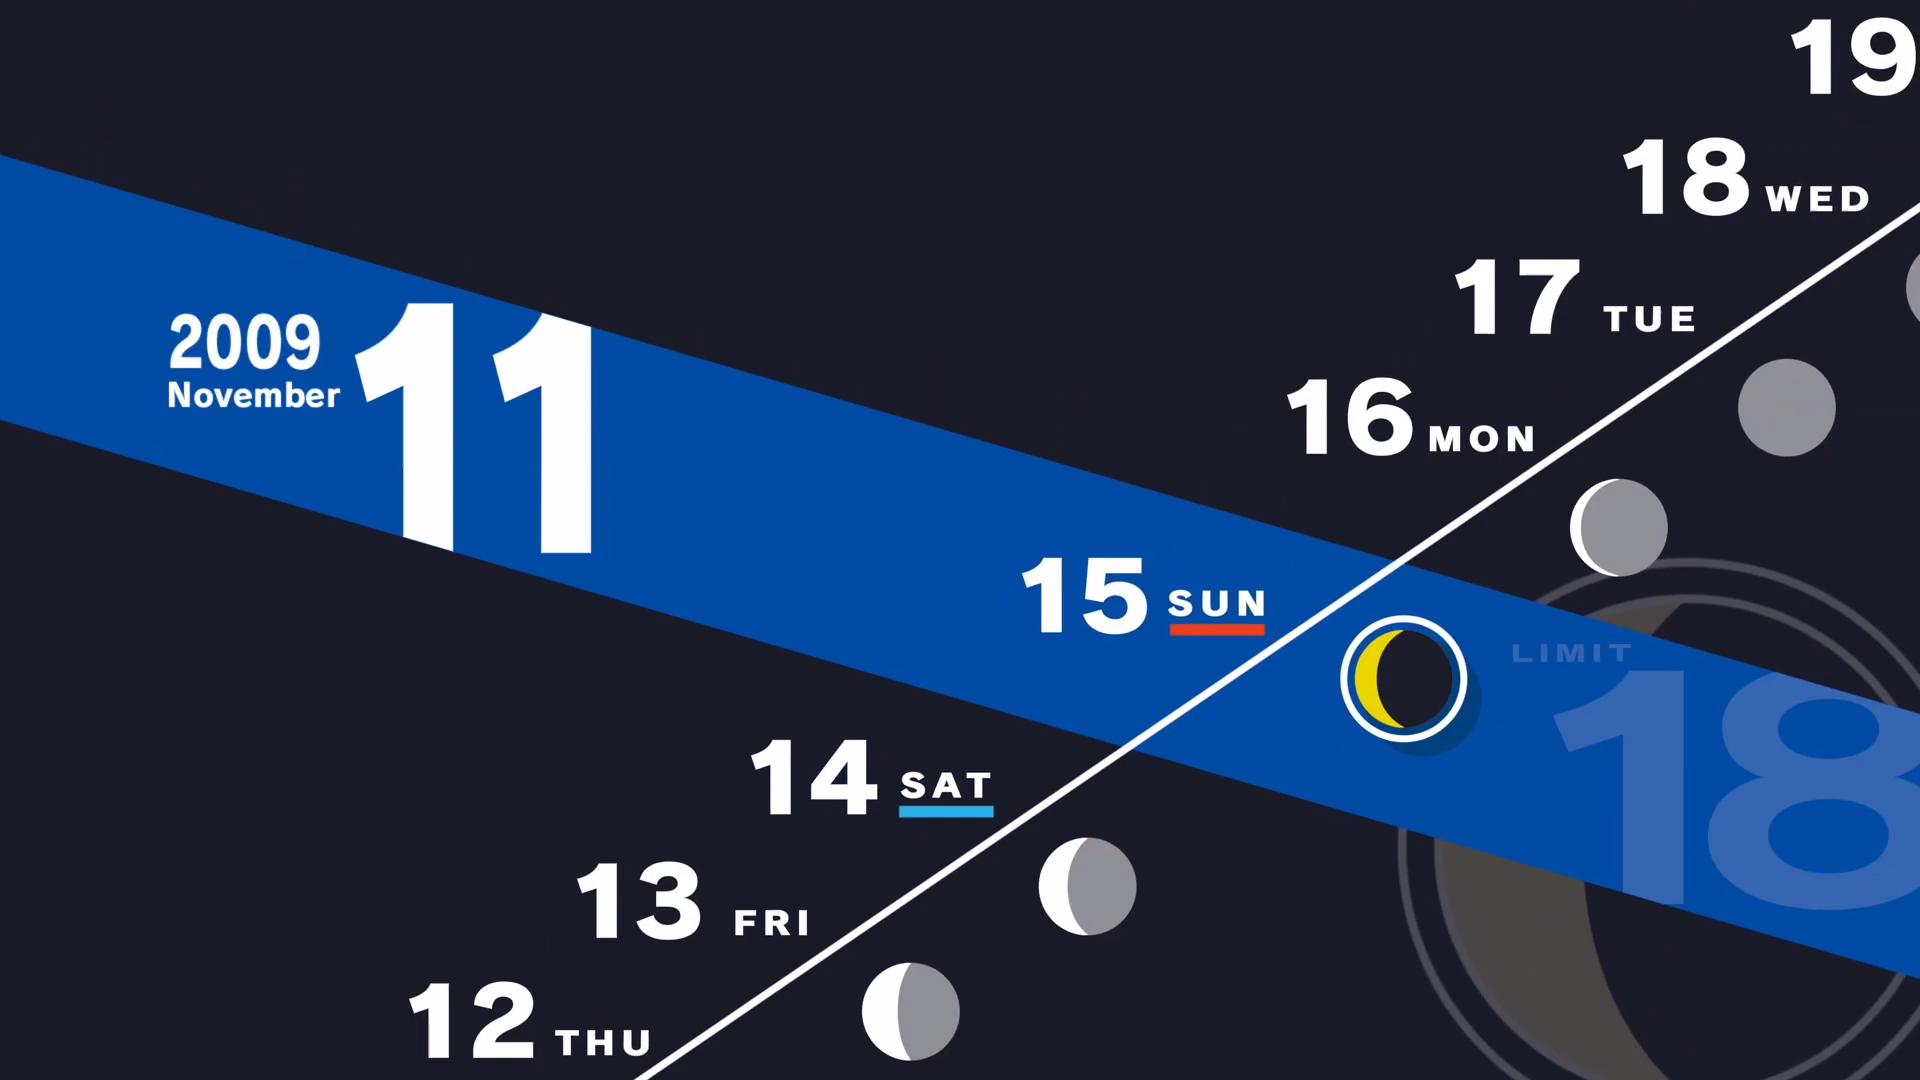 2009
November
11
19
18 WED
17 TUE
16 MON
15 SUN
14 SAT
13 FRI
12 THU
LIMIT
18